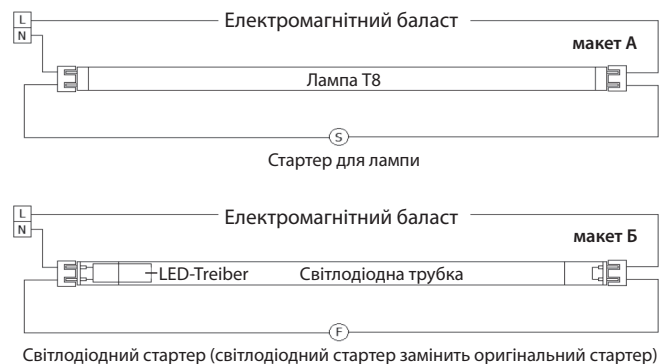 L
Електромагнітний баласт
N
макет А
Лампа Т8
S
Стартер для лампи
L
Електромагнітний баласт
N
макет Б
LED-Treiber Світлодіодна трубка
F
Світлодіодний стартер (світлодіодний стартер замінить оригінальний стартер)